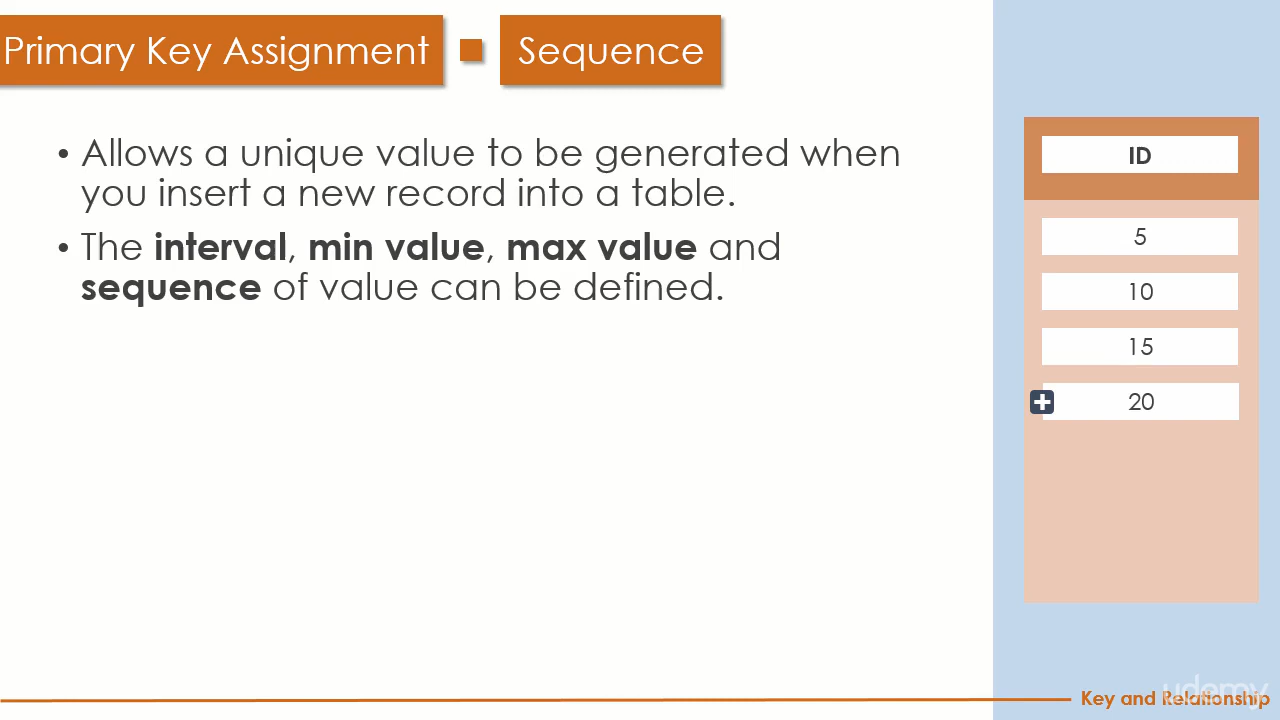 Primary Key Assignment
Sequence
• Allows a unique value to be generated when
you insert a new record into a table.
• The interval, min value, max value and
sequence of value can be defined.
ID
5
10
15
20
Key and Relationship
udemy